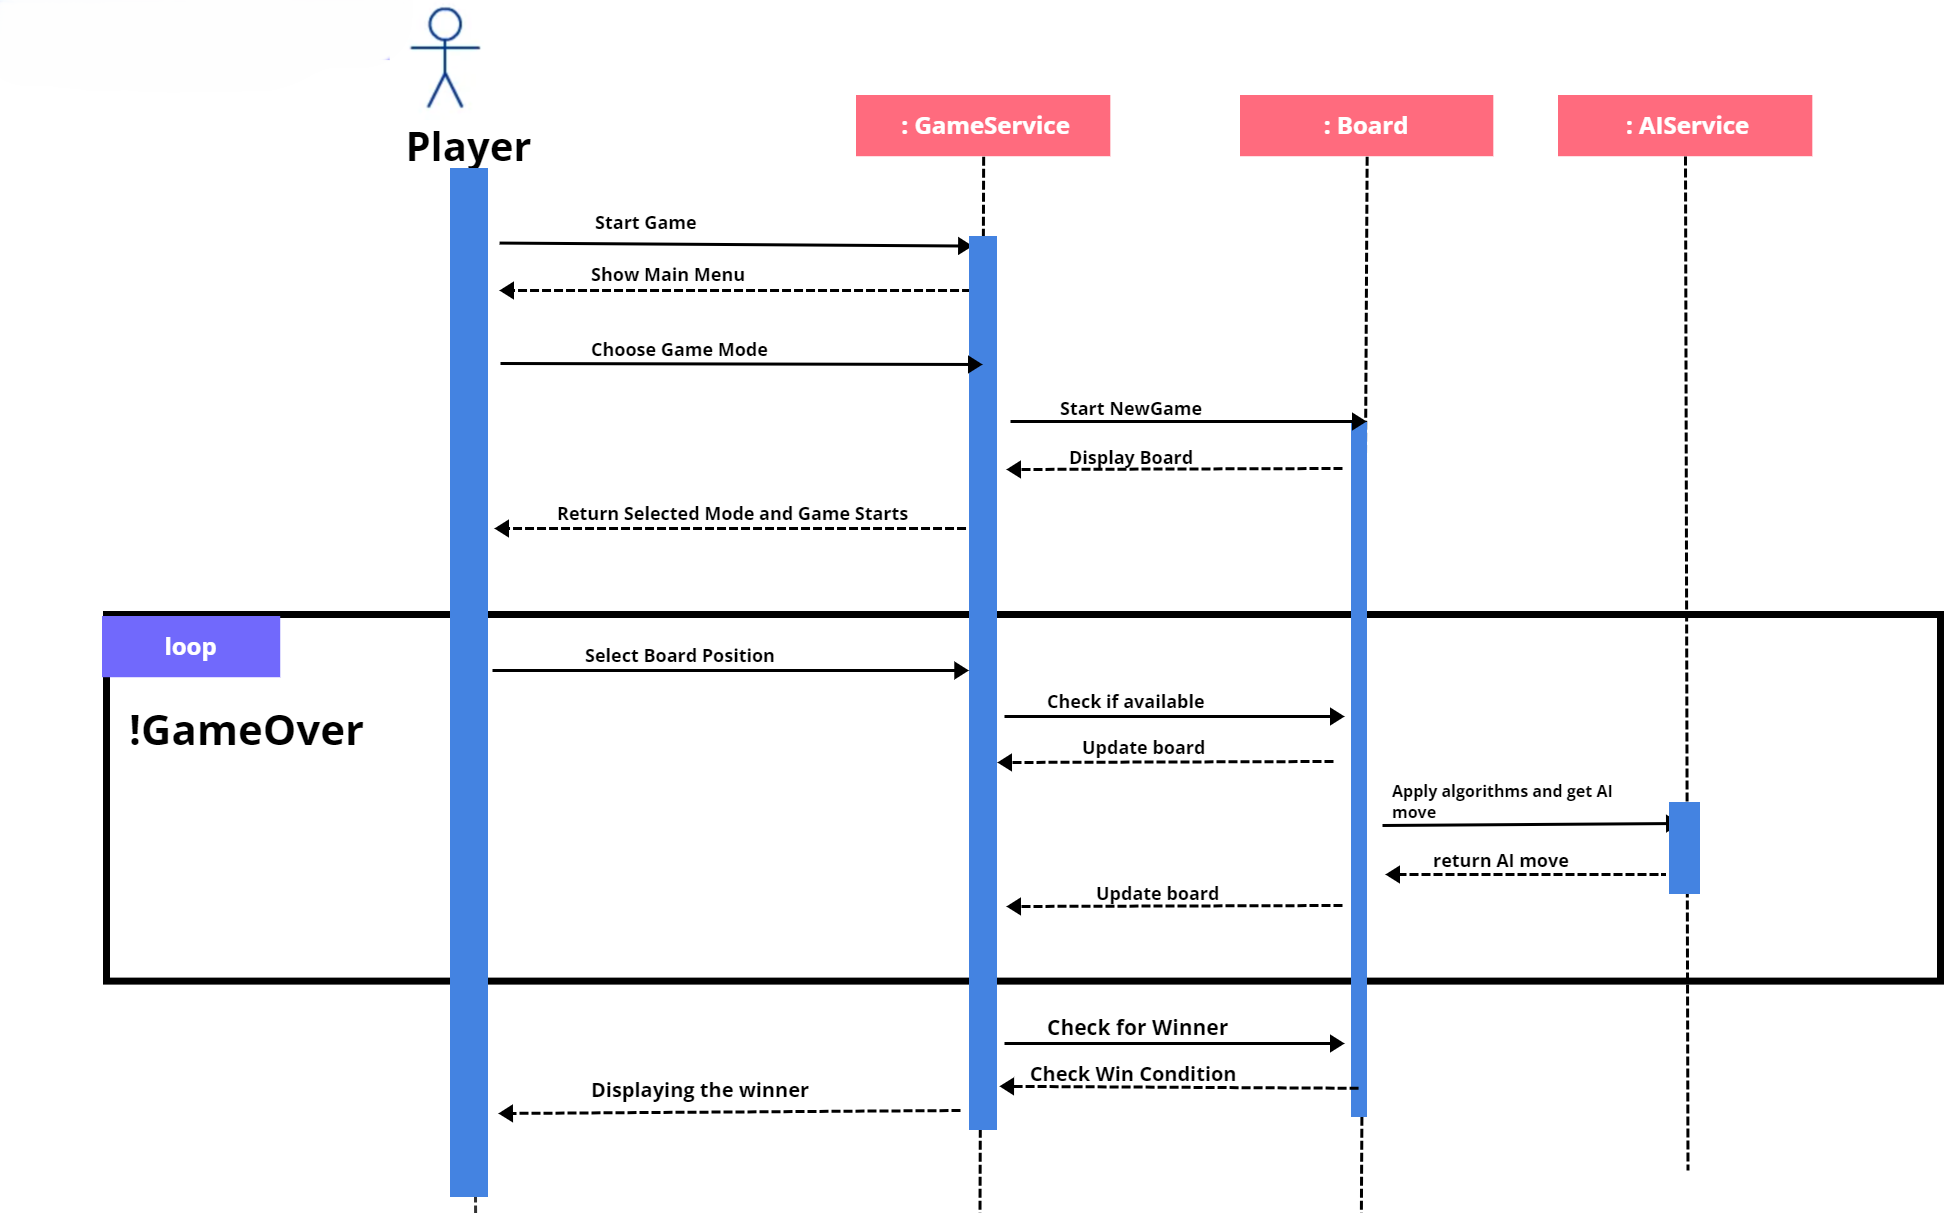 Player
: GameService
: Board
: AIService
Start Game
Show Main Menu
Choose Game Mode
Start NewGame
Display Board
Return Selected Mode and Game Starts
loop
Select Board Position
!GameOver
Check if available
Update board
Apply algorithms and get AI
move
return AI move
Update board
Check for Winner
Check Win Condition
Displaying the winner